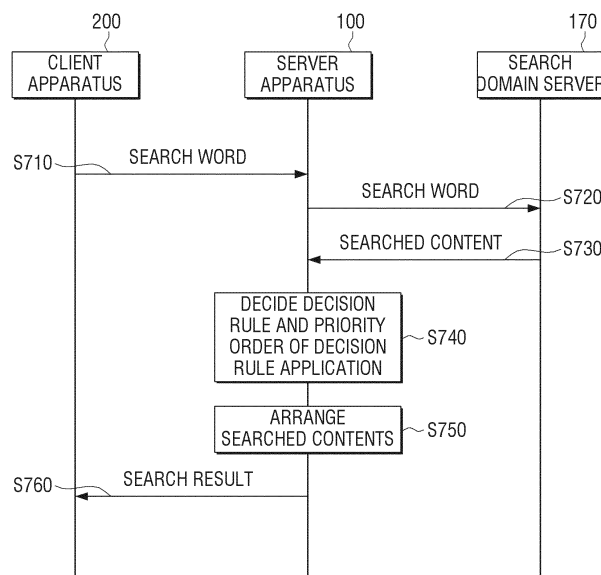 200
100
170
CLIENT
APPARATUS
SERVER
APPARATUS
SEARCH
DOMAIN SERVER
S710
SEARCH WORD
SEARCH WORD
S720
SEARCHED CONTENT
S730
DECIDE DECISION
RULE AND PRIORITY
ORDER OF DECISION
RULE APPLICATION
S740
ARRANGE
SEARCHED CONTENTS
S750
S760
SEARCH RESULT